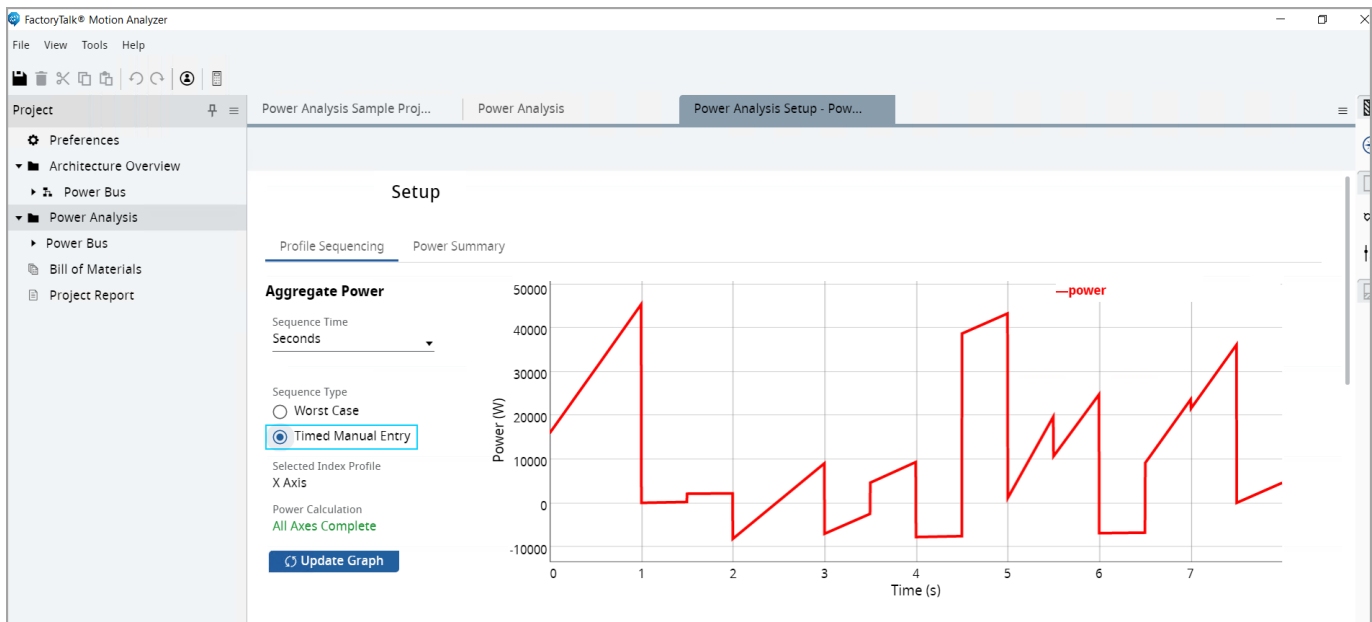 FactoryTalk® Motion Analyzer
File View Tools Help
Project
Power Analysis Sample Proj...
Power Analysis
Power Analysis Setup - Pow...
Preferences
Architecture Overview
Power Bus
Power Analysis
Power Bus
Bill of Materials
Project Report
Setup
Profile Sequencing
Power Summary
Aggregate Power
Sequence Time
Seconds
Sequence Type
Worst Case
Timed Manual Entry
Selected Index Profile
X Axis
Power Calculation
All Axes Complete
Update Graph
power
Power (W)
50000
40000
30000
20000
10000
0
-10000
0 1 2 3 4 5 6 7
Time (s)